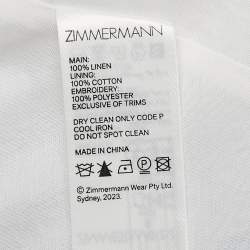 ZIMMERMANN
MAIN:
100% LINEN
LINING:
100% COTTON
EMBROIDERY:
100% POLYESTER
EXCLUSIVE OF TRIMS
DRY CLEAN ONLY CODE P
COOL IRON
DO NOT SPOT CLEAN
MADE IN CHINA
P
© Zimmermann Wear Pty Ltd.
Sydney, 2023.